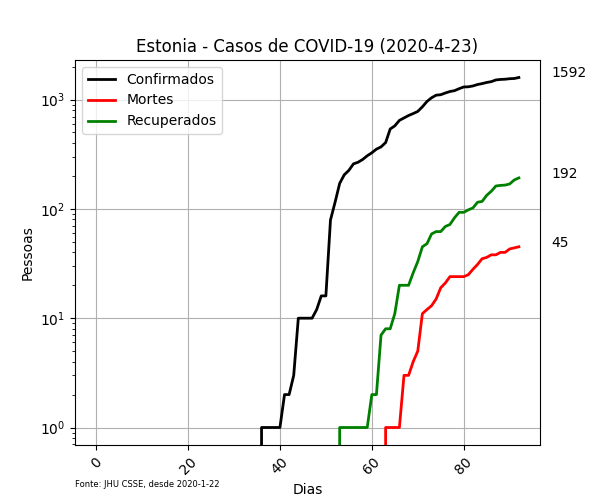 Estonia - Casos de COVID-19 (2020-4-23)
Confirmados
Mortes
Recuperados
1592
192
45
10³
10²
10¹
10⁰
Pessoas
0
20
40
60
80
Dias
Fonte: JHU CSSE, desde 2020-1-22